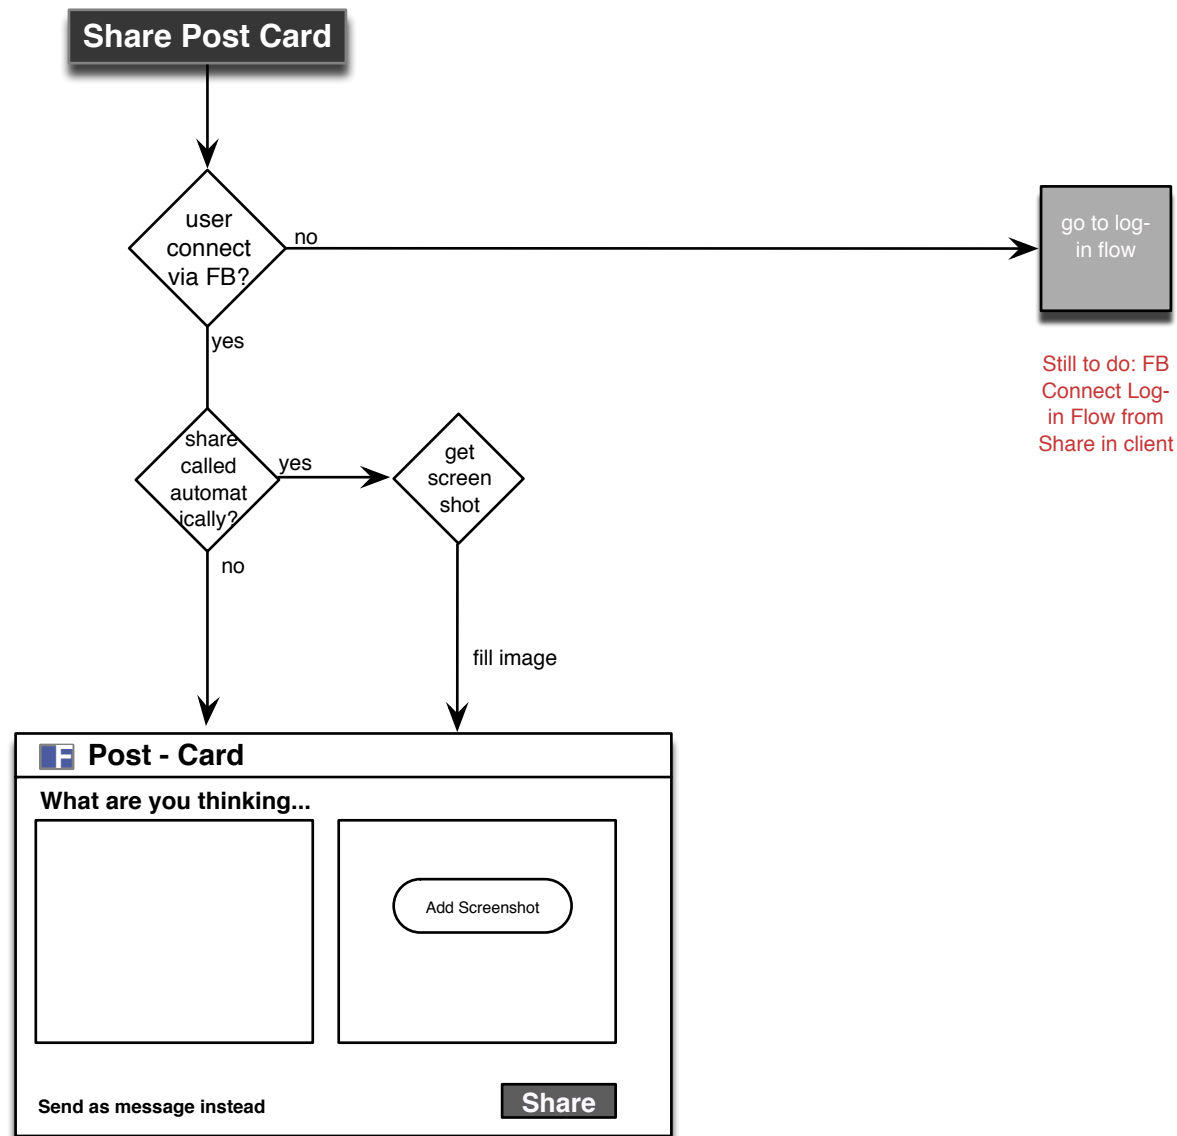 Share Post Card
user
connect
via FB?
no
go to log-
in flow
yes
Still to do: FB
Connect Log-
in Flow from
Share in client
share
called
automat
ically?
yes
get
screen
shot
no
fill image
F Post - Card
What are you thinking...
Add Screenshot
Send as message instead
Share